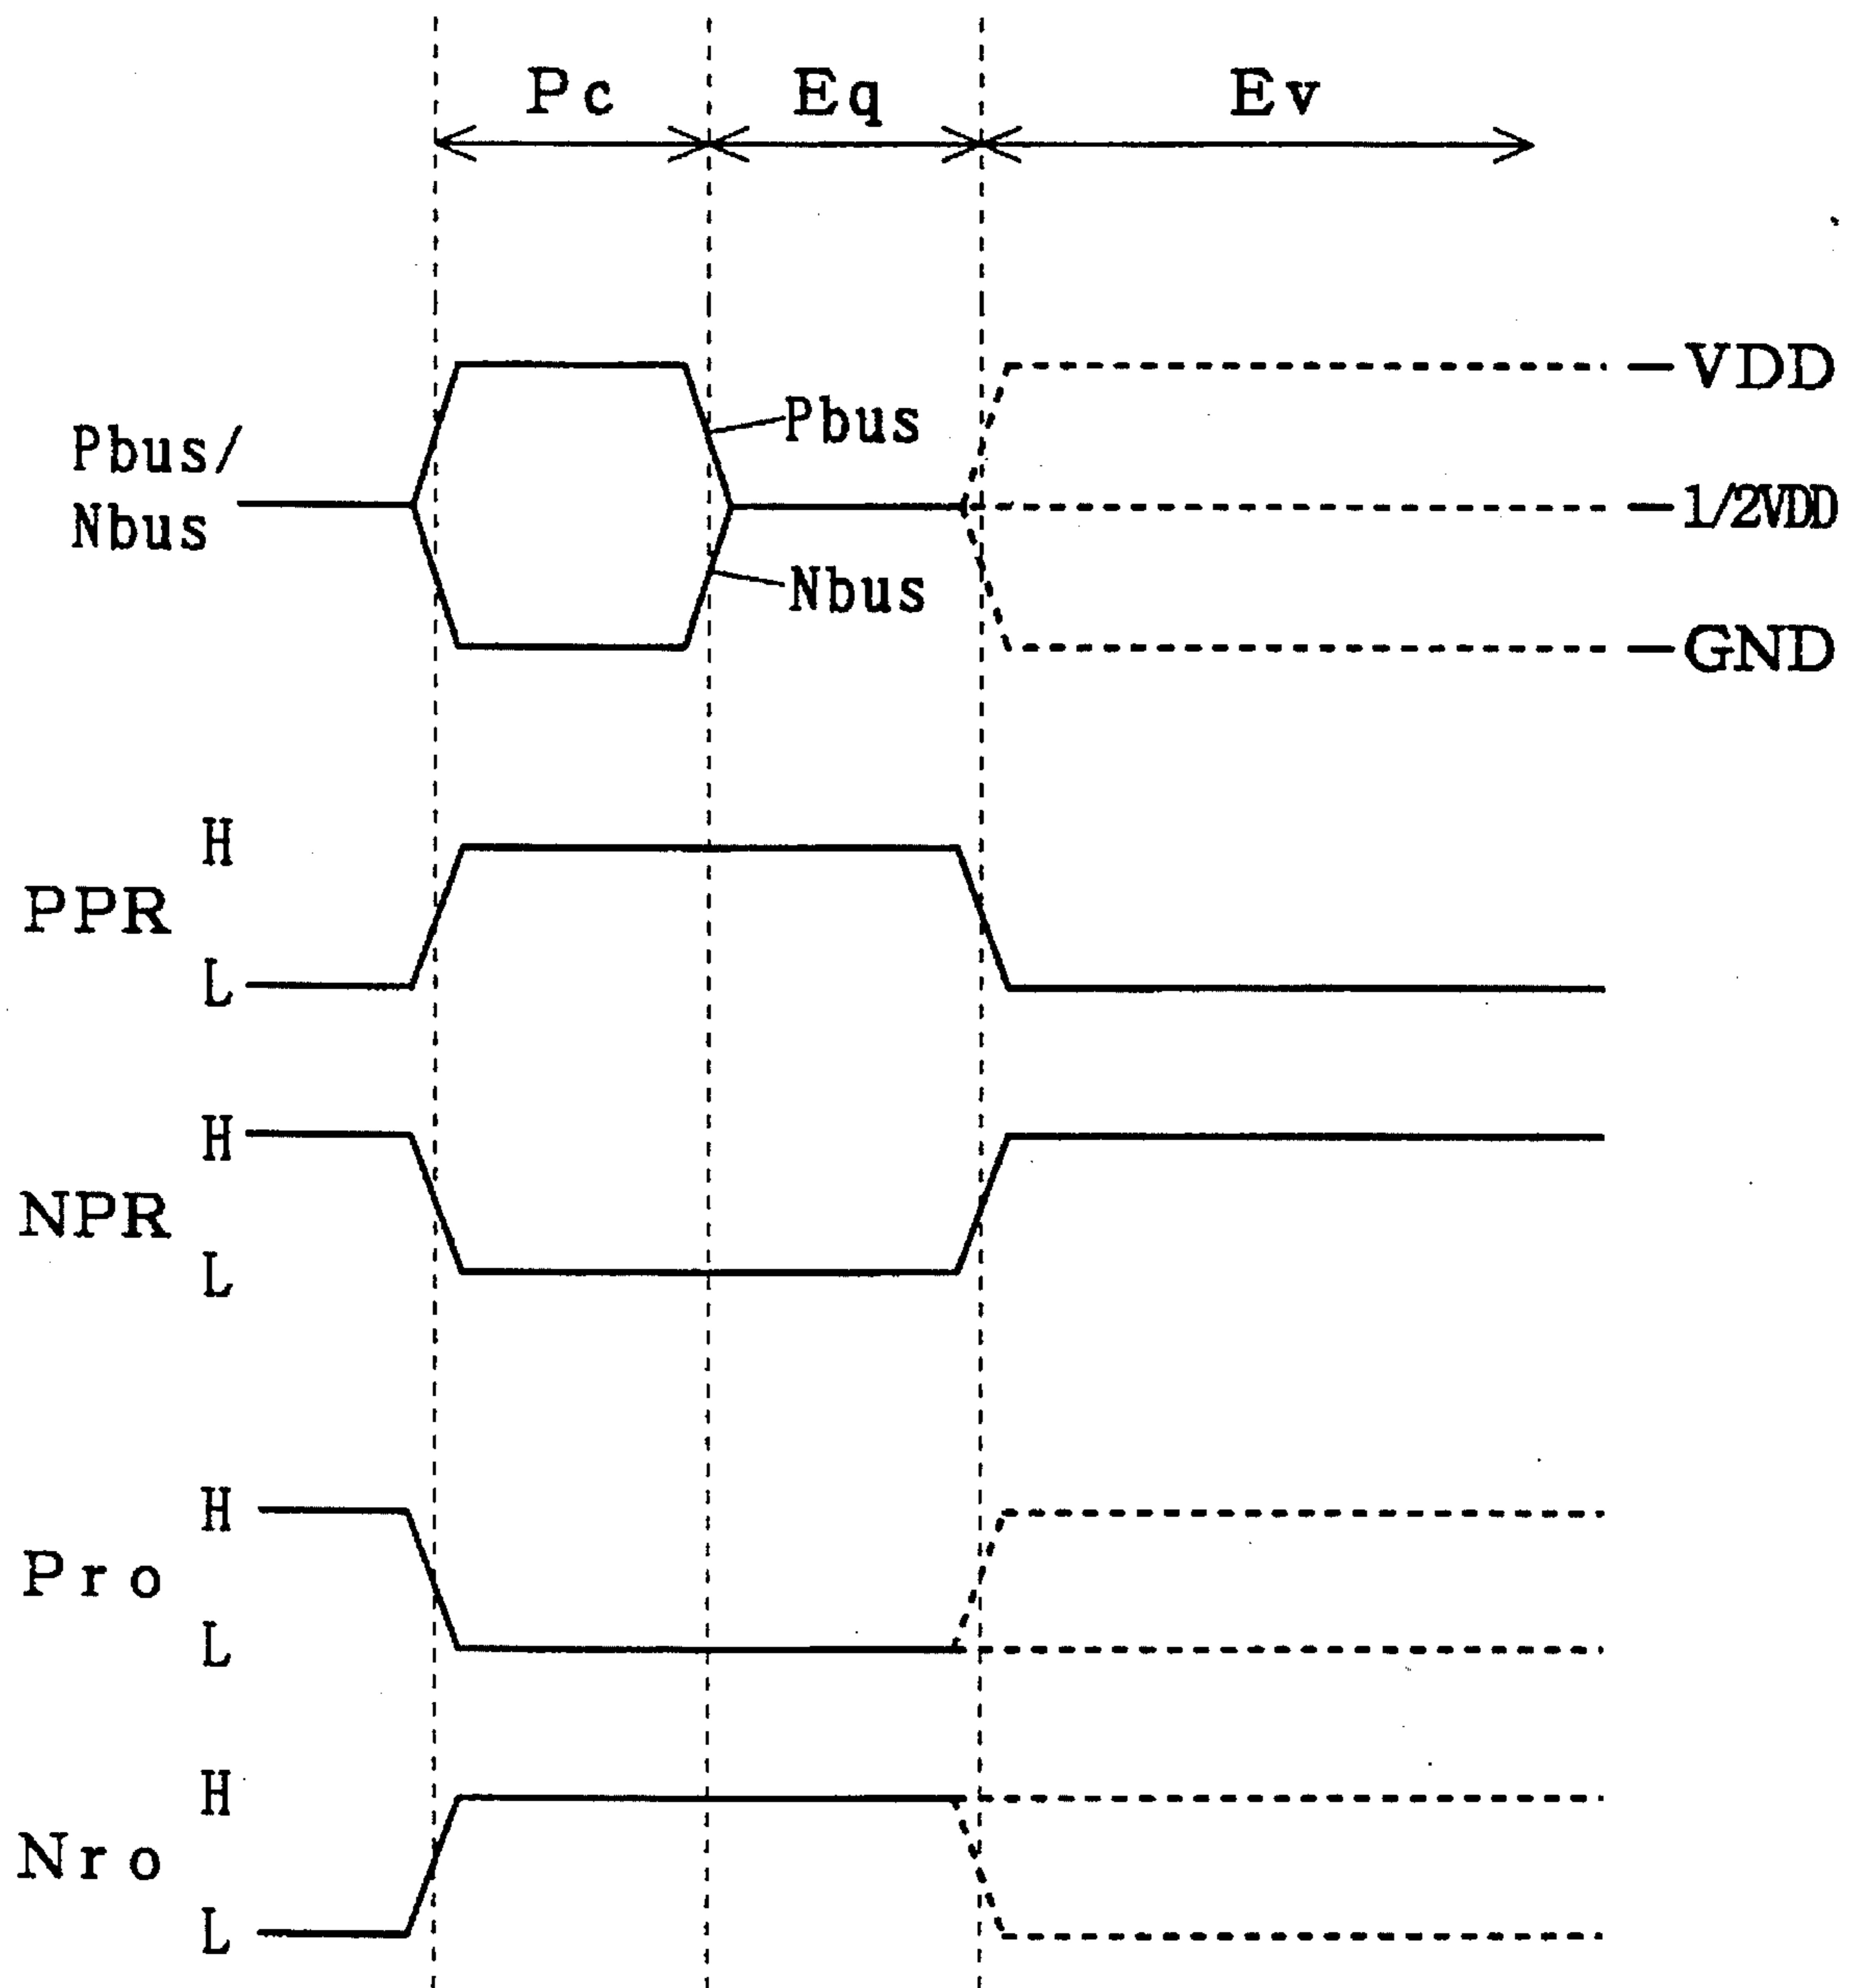 Pc Eq Ev
VDD
Pbus
Pbus/
Nbus
1/2VDD
Nbus
GND
H
PPR
L
H
NPR
L
H
Pro
L
H
Nro
L